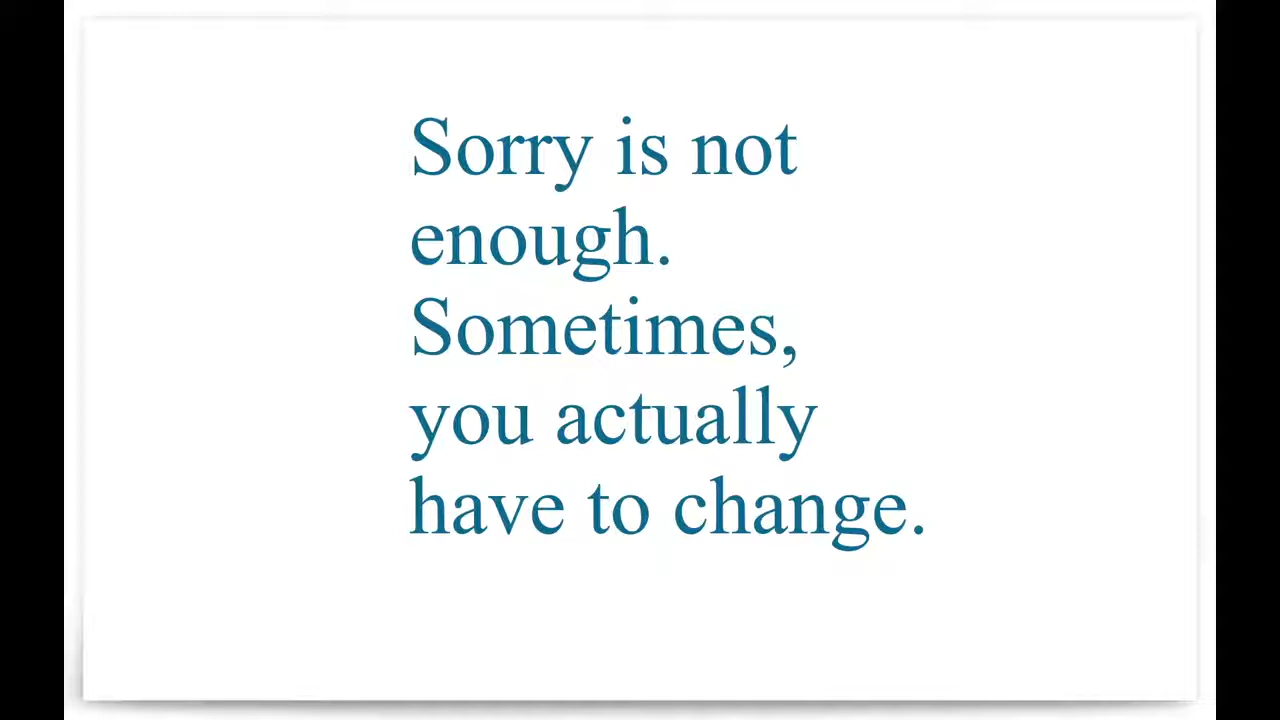 Sorry is not
enough.
Sometimes,
you actually
have to change.